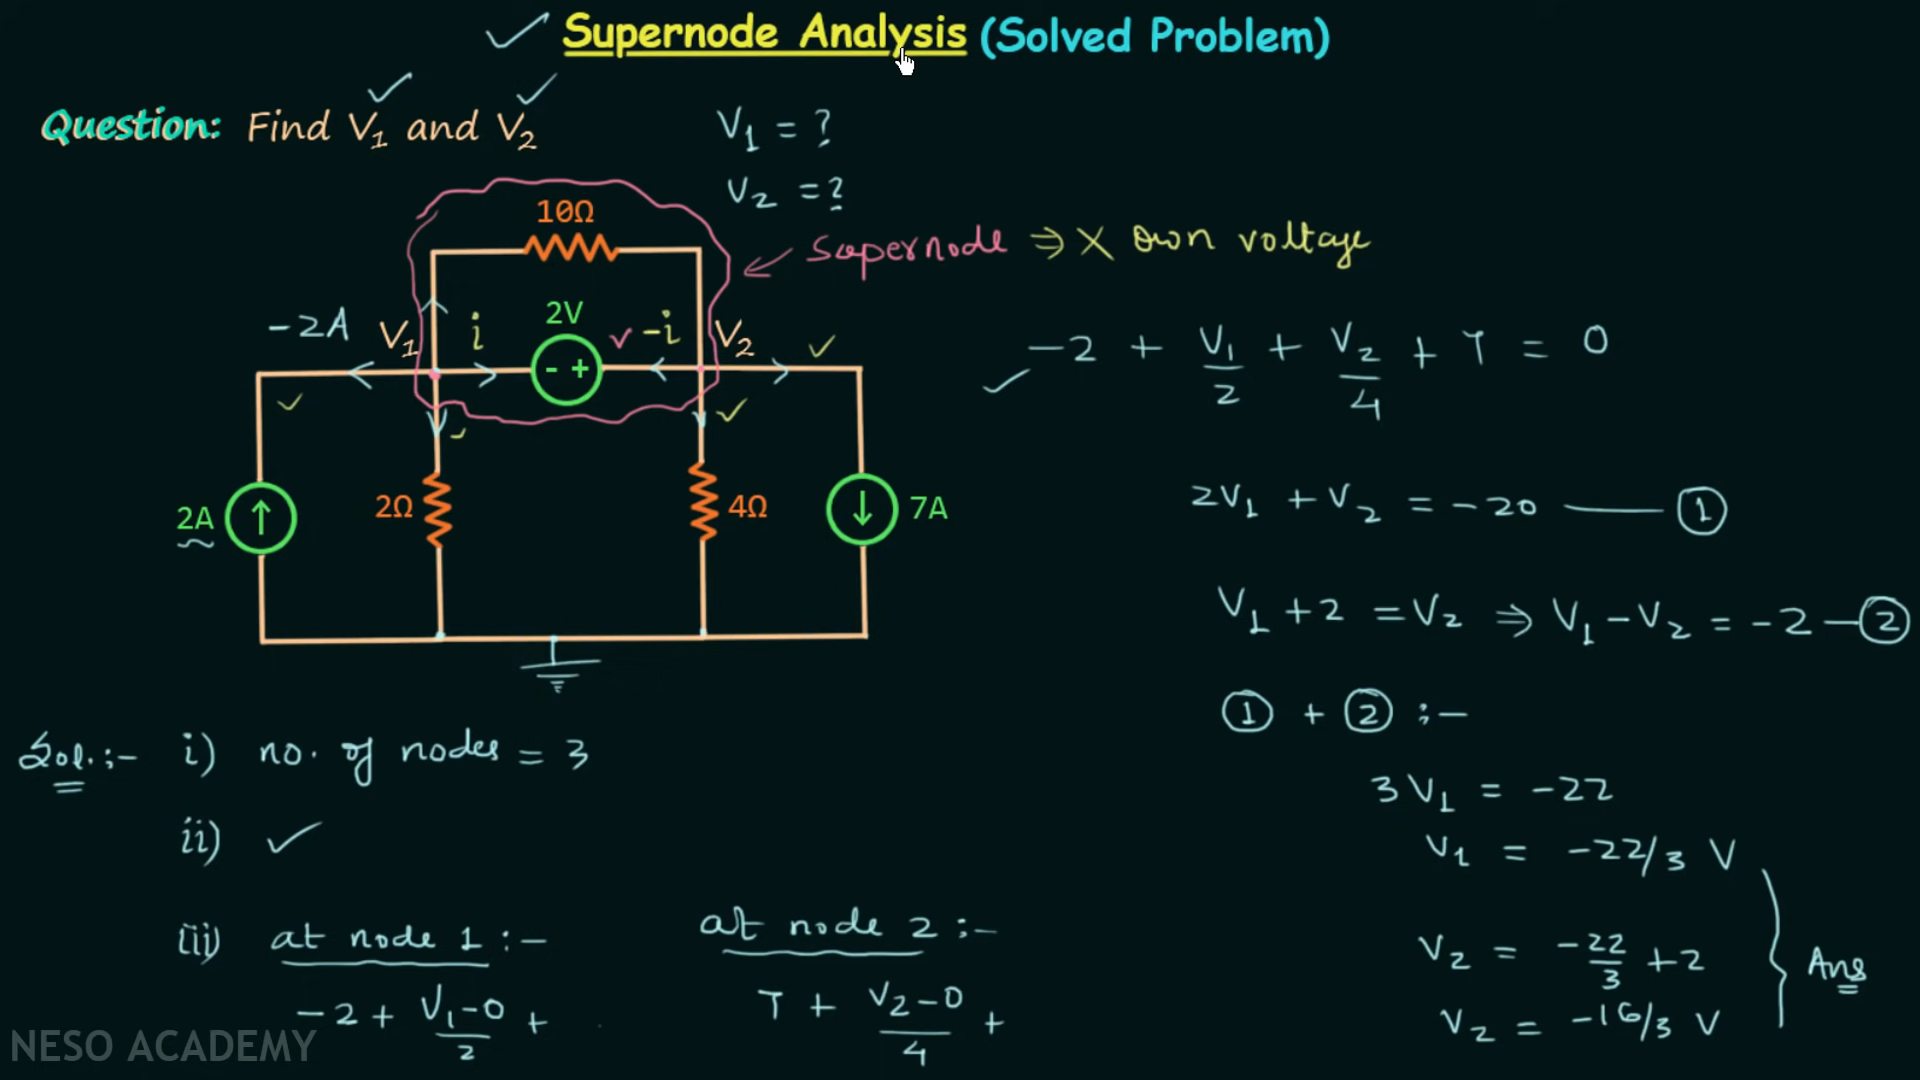 Supernode Analysis (Solved Problem)
Question: Find V₁ and V₂
V₁ = ?
V₂ = ?
10Ω
Supernode ⇒ X own voltage
2V
-2A
V₁
i
- +
-i
V₂
-2 + V₁/2 + V₂/4 + 7 = 0
2A
2Ω
4Ω
7A
2V₁ + V₂ = -20 — ①
V₁ + 2 = V₂ ⇒ V₁ - V₂ = -2 — ②
① + ② :-
Sol. :- i) no. of nodes = 3
3V₁ = -22
ii) ✓
V₁ = -22/3 V
iii) at node 1 :-
-2 + (V₁-0)/2 +
at node 2 :-
7 + (V₂-0)/4 +
V₂ = -22/3 + 2
V₂ = -16/3 V
Ans
NESO ACADEMY